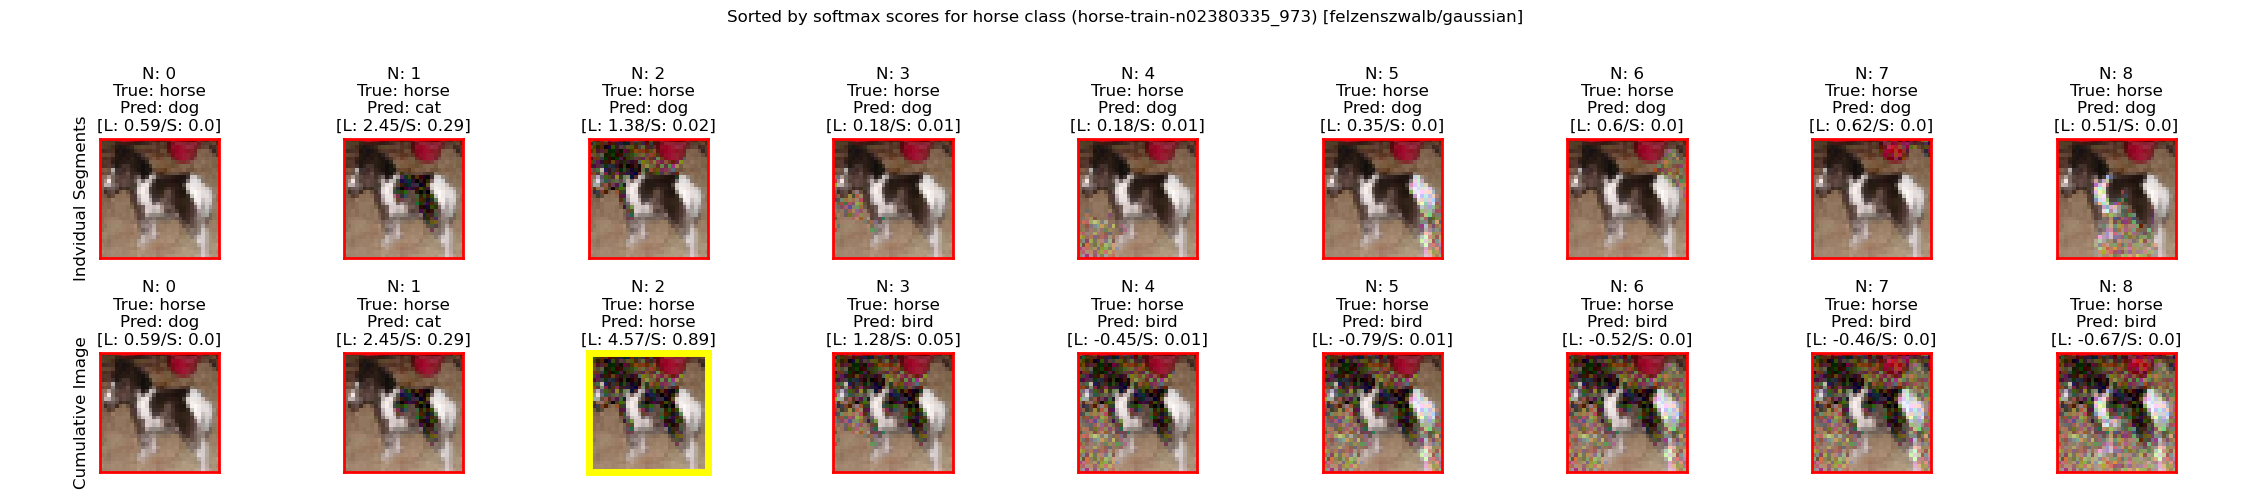 Sorted by softmax scores for horse class (horse-train-n02380335_973) [felzenszwalb/gaussian]
Indvidual Segments
N: 0
True: horse
Pred: dog
[L: 0.59/S: 0.0]
N: 1
True: horse
Pred: cat
[L: 2.45/S: 0.29]
N: 2
True: horse
Pred: dog
[L: 1.38/S: 0.02]
N: 3
True: horse
Pred: dog
[L: 0.18/S: 0.01]
N: 4
True: horse
Pred: dog
[L: 0.18/S: 0.01]
N: 5
True: horse
Pred: dog
[L: 0.35/S: 0.0]
N: 6
True: horse
Pred: dog
[L: 0.6/S: 0.0]
N: 7
True: horse
Pred: dog
[L: 0.62/S: 0.0]
N: 8
True: horse
Pred: dog
[L: 0.51/S: 0.0]
Cumulative Image
N: 0
True: horse
Pred: dog
[L: 0.59/S: 0.0]
N: 1
True: horse
Pred: cat
[L: 2.45/S: 0.29]
N: 2
True: horse
Pred: horse
[L: 4.57/S: 0.89]
N: 3
True: horse
Pred: bird
[L: 1.28/S: 0.05]
N: 4
True: horse
Pred: bird
[L: -0.45/S: 0.01]
N: 5
True: horse
Pred: bird
[L: -0.79/S: 0.01]
N: 6
True: horse
Pred: bird
[L: -0.52/S: 0.0]
N: 7
True: horse
Pred: bird
[L: -0.46/S: 0.0]
N: 8
True: horse
Pred: bird
[L: -0.67/S: 0.0]